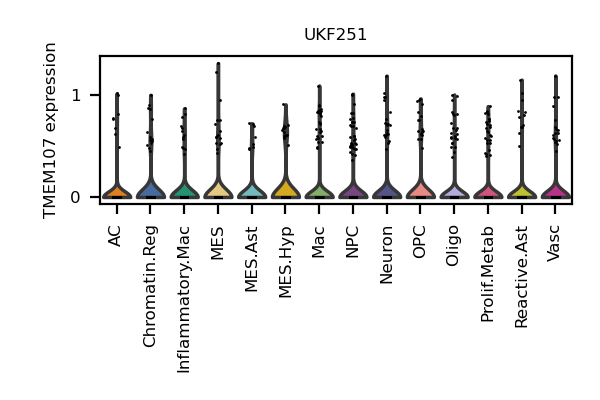 UKF251
TMEM107 expression
1
0
AC
Chromatin.Reg
Inflammatory.Mac
MES
MES.Ast
MES.Hyp
Mac
NPC
Neuron
OPC
Oligo
Prolif.Metab
Reactive.Ast
Vasc